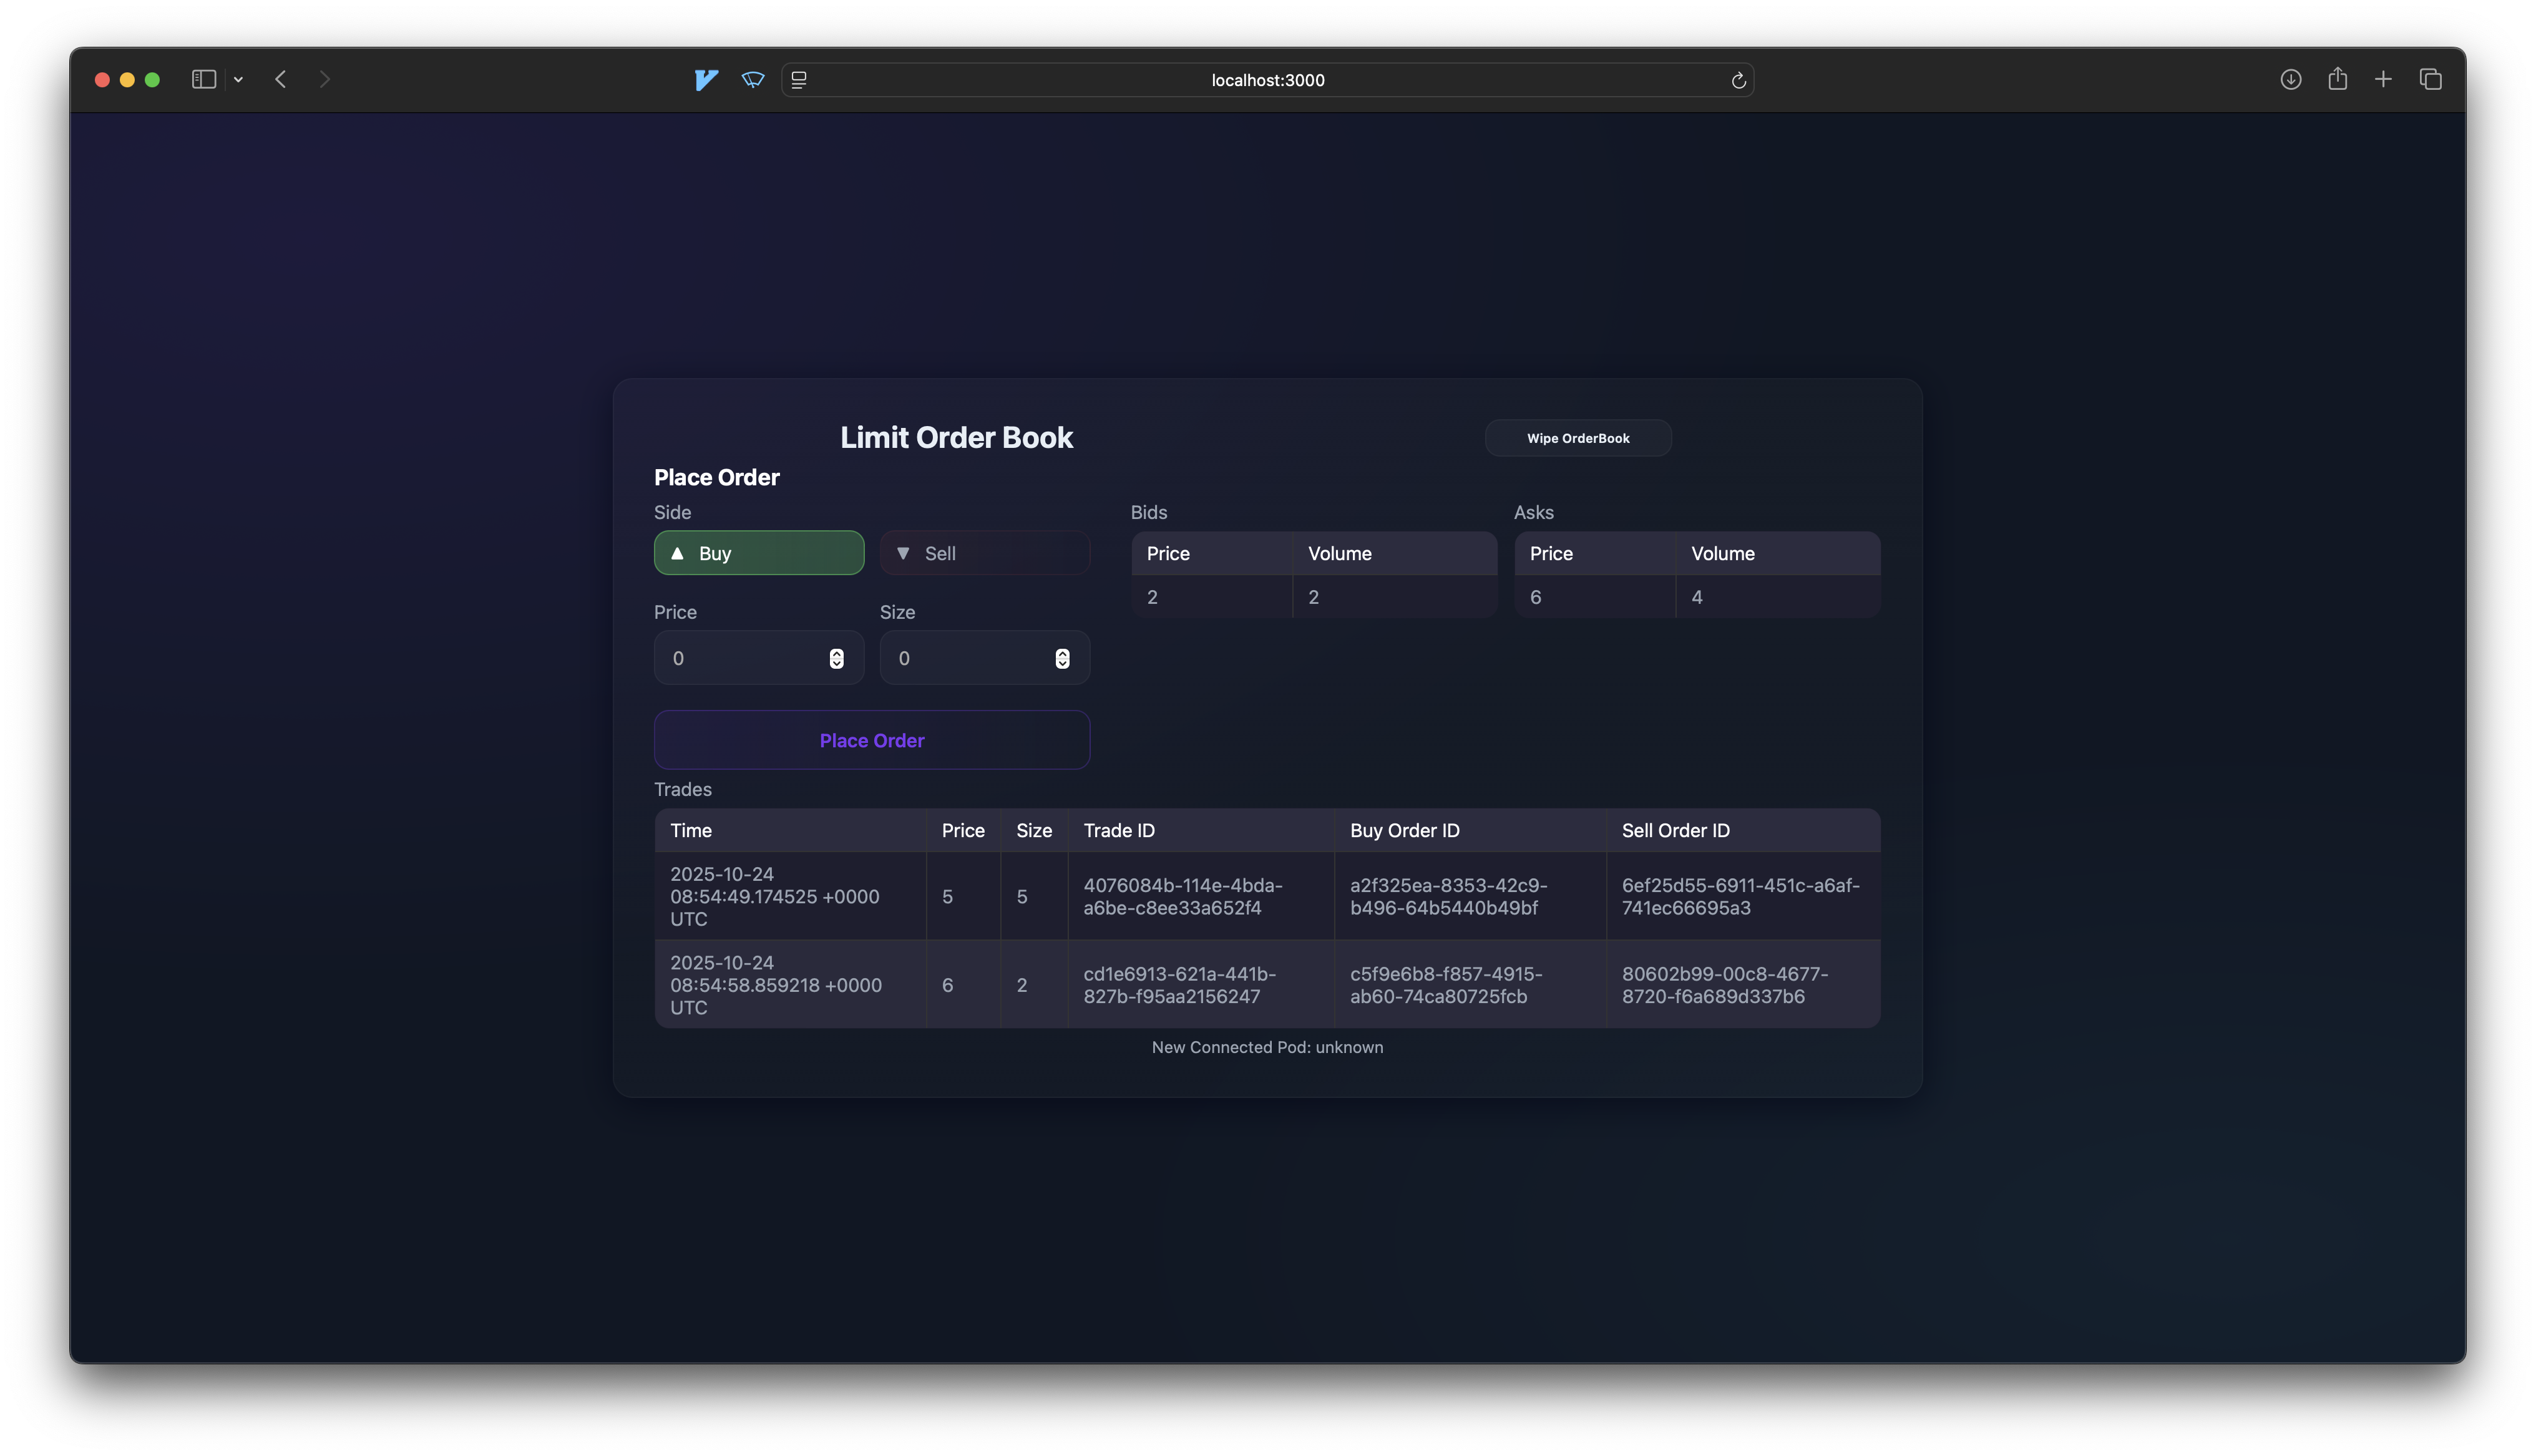 localhost:3000
Limit Order Book
Wipe OrderBook
Place Order
Side
▲ Buy
▼ Sell
Price
Size
0
0
Place Order
Bids
Price Volume
2 2
Asks
Price Volume
6 4
Trades
Time Price Size Trade ID Buy Order ID Sell Order ID
2025-10-24
08:54:49.174525 +0000
UTC
5
5
4076084b-114e-4bda-
a6be-c8ee33a652f4
a2f325ea-8353-42c9-
b496-64b5440b49bf
6ef25d55-6911-451c-a6af-
741ec66695a3
2025-10-24
08:54:58.859218 +0000
UTC
6
2
cd1e6913-621a-441b-
827b-f95aa2156247
c5f9e6b8-f857-4915-
ab60-74ca80725fcb
80602b99-00c8-4677-
8720-f6a689d337b6
New Connected Pod: unknown